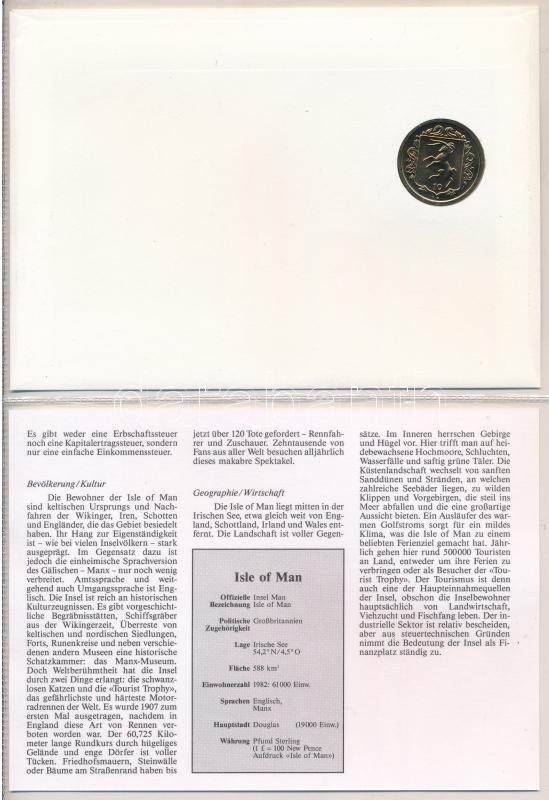 10
Es gibt weder eine Erbschaftssteuer
noch eine Kapitalertragssteuer, sondern
nur eine einfache Einkommenssteuer.
Bevölkerung/Kultur
Die Bewohner der Isle of Man
sind keltischen Ursprungs und Nach-
fahren der Wikinger, Iren, Schotten
und Engländer, die das Gebiet besiedelt
haben. Ihr Hang zur Eigenständigkeit
ist – wie bei vielen Inselvölkern – stark
ausgeprägt. Im Gegensatz dazu ist
jedoch die einheimische Sprachversion
des Gälischen – Manx – nur noch wenig
verbreitet. Amtssprache und weit-
gehend auch Umgangssprache ist Eng-
lisch. Die Insel ist reich an historischen
Kulturzeugnissen. Es gibt vorgeschicht-
liche Begräbnisstätten, Schiffsgräber
aus der Wikingerzeit, Überreste von
keltischen und nordischen Siedlungen,
Forts, Runenkreise und neben verschie-
denen andern Museen eine historische
Schatzkammer: das Manx-Museum.
Doch Weltberühmtheit hat die Insel
durch zwei Dinge erlangt: die schwanz-
losen Katzen und die «Tourist Trophy»,
das gefährlichste und härteste Motor-
radrennen der Welt. Es wurde 1907 zum
ersten Mal ausgetragen, nachdem in
England diese Art von Rennen ver-
boten worden war. Der 60,725 Kilo-
meter lange Rundkurs durch hügeliges
Gelände und enge Dörfer ist voller
Tücken. Friedhofsmauern, Steinwälle
oder Bäume am Straßenrand haben bis
jetzt über 120 Tote gefordert – Rennfah-
rer und Zuschauer. Zehntausende von
Fans aus aller Welt besuchen alljährlich
dieses makabre Spektakel.
Geographie/Wirtschaft
Die Isle of Man liegt mitten in der
Irischen See, etwa gleich weit von Eng-
land, Schottland, Irland und Wales ent-
fernt. Die Landschaft ist voller Gegen-
Isle of Man
Offizielle Insel Man
Bezeichnung Isle of Man
Politische Großbritannien
Zugehörigkeit
Lage Irische See
54,2° N/4,5° O
Fläche 588 km²
Einwohnerzahl 1982: 61000 Einw.
Sprachen Englisch,
Manx
Hauptstadt Douglas (19000 Einw.)
Währung Pfund Sterling
(1 £ = 100 New Pence
Aufdruck «Isle of Man»)
sätze. Im Inneren herrschen Gebirge
und Hügel vor. Hier trifft man auf hei-
debewachsene Hochmoore, Schluchten,
Wasserfälle und saftig grüne Täler. Die
Küstenlandschaft wechselt von sanften
Sanddünen und Stränden, an welchen
zahlreiche Seebäder liegen, zu wilden
Klippen und Vorgebirgen, die steil ins
Meer abfallen und die eine großartige
Aussicht bieten. Ein Ausläufer des war-
men Golfstroms sorgt für ein mildes
Klima, was die Isle of Man zu einem
beliebten Ferienziel gemacht hat. Jähr-
lich gehen hier rund 500000 Touristen
an Land, entweder um ihre Ferien zu
verbringen oder als Besucher der «Tou-
rist Trophy». Der Tourismus ist denn
auch eine der Haupteinnahmequellen
der Insel, obschon die Inselbewohner
hauptsächlich von Landwirtschaft,
Viehzucht und Fischfang leben. Der in-
dustrielle Sektor ist relativ bescheiden,
aber aus steuertechnischen Gründen
nimmt die Bedeutung der Insel als Fi-
nanzplatz ständig zu.